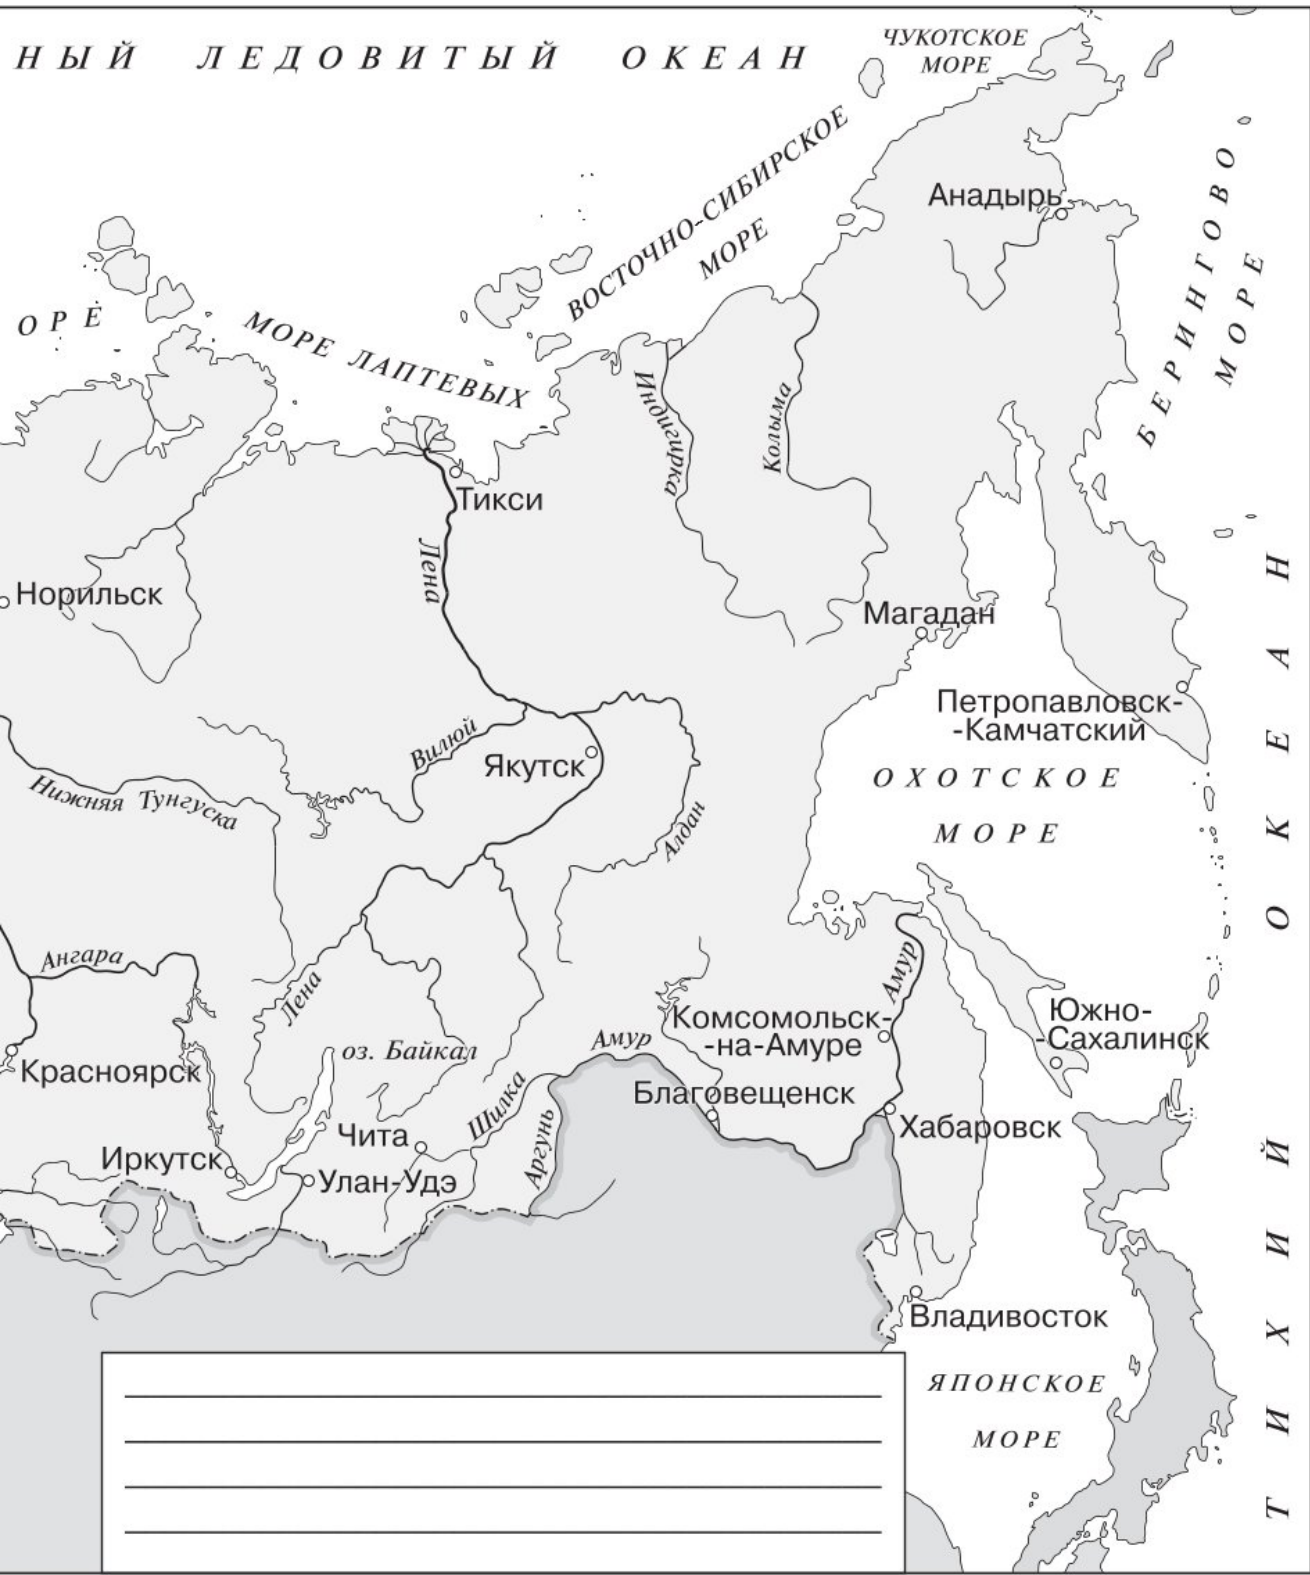 НЫЙ ЛЕДОВИТЫЙ ОКЕАН
ЧУКОТСКОЕ
МОРЕ
ВОСТОЧНО-СИБИРСКОЕ
МОРЕ
Анадырь
БЕРИНГОВО
МОРЕ
ОРЕ
МОРЕ ЛАПТЕВЫХ
Индигирка
Колыма
Тикси
Лена
Норильск
Магадан
Петропавловск-
-Камчатский
Вилюй
Якутск
ОХОТСКОЕ
МОРЕ
Нижняя Тунгуска
Алдан
ТИХИЙ ОКЕАН
Ангара
Лена
Амур
Комсомольск-
-на-Амуре
Южно-
-Сахалинск
Красноярск
оз. Байкал
Амур
Шилка
Благовещенск
Аргунь
Чита
Хабаровск
Иркутск
Улан-Удэ
Владивосток
ЯПОНСКОЕ
МОРЕ